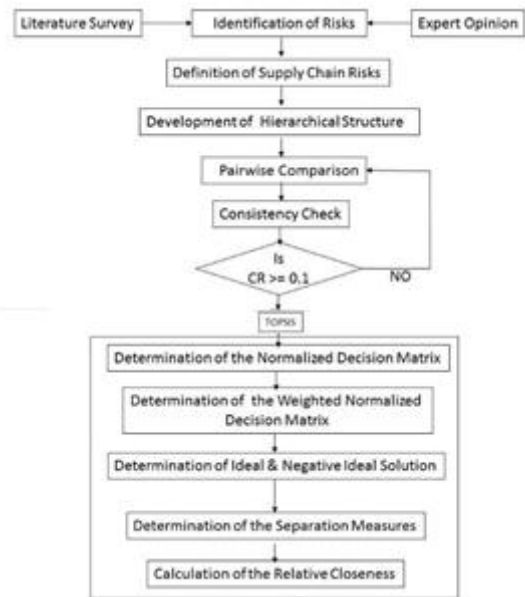 Literature Survey
Identification of Risks
Expert Opinion
Definition of Supply Chain Risks
Development of Hierarchical Structure
Pairwise Comparison
Consistency Check
Is
CR >= 0.1
NO
TOPSIS
Determination of the Normalized Decision Matrix
Determination of the Weighted Normalized
Decision Matrix
Determination of Ideal & Negative Ideal Solution
Determination of the Separation Measures
Calculation of the Relative Closeness